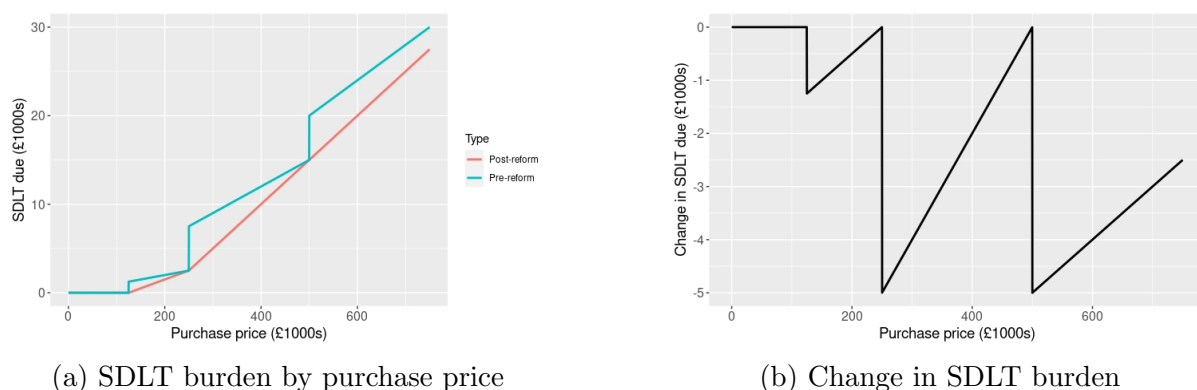 30
20
10
0
0
200
400
600
SDLT due (£1000s)
Purchase price (£1000s)
Type
Post-reform
Pre-reform
(a) SDLT burden by purchase price
0
-1
-2
-3
-4
-5
0
200
400
600
Change in SDLT due (£1000s)
Purchase price (£1000s)
(b) Change in SDLT burden